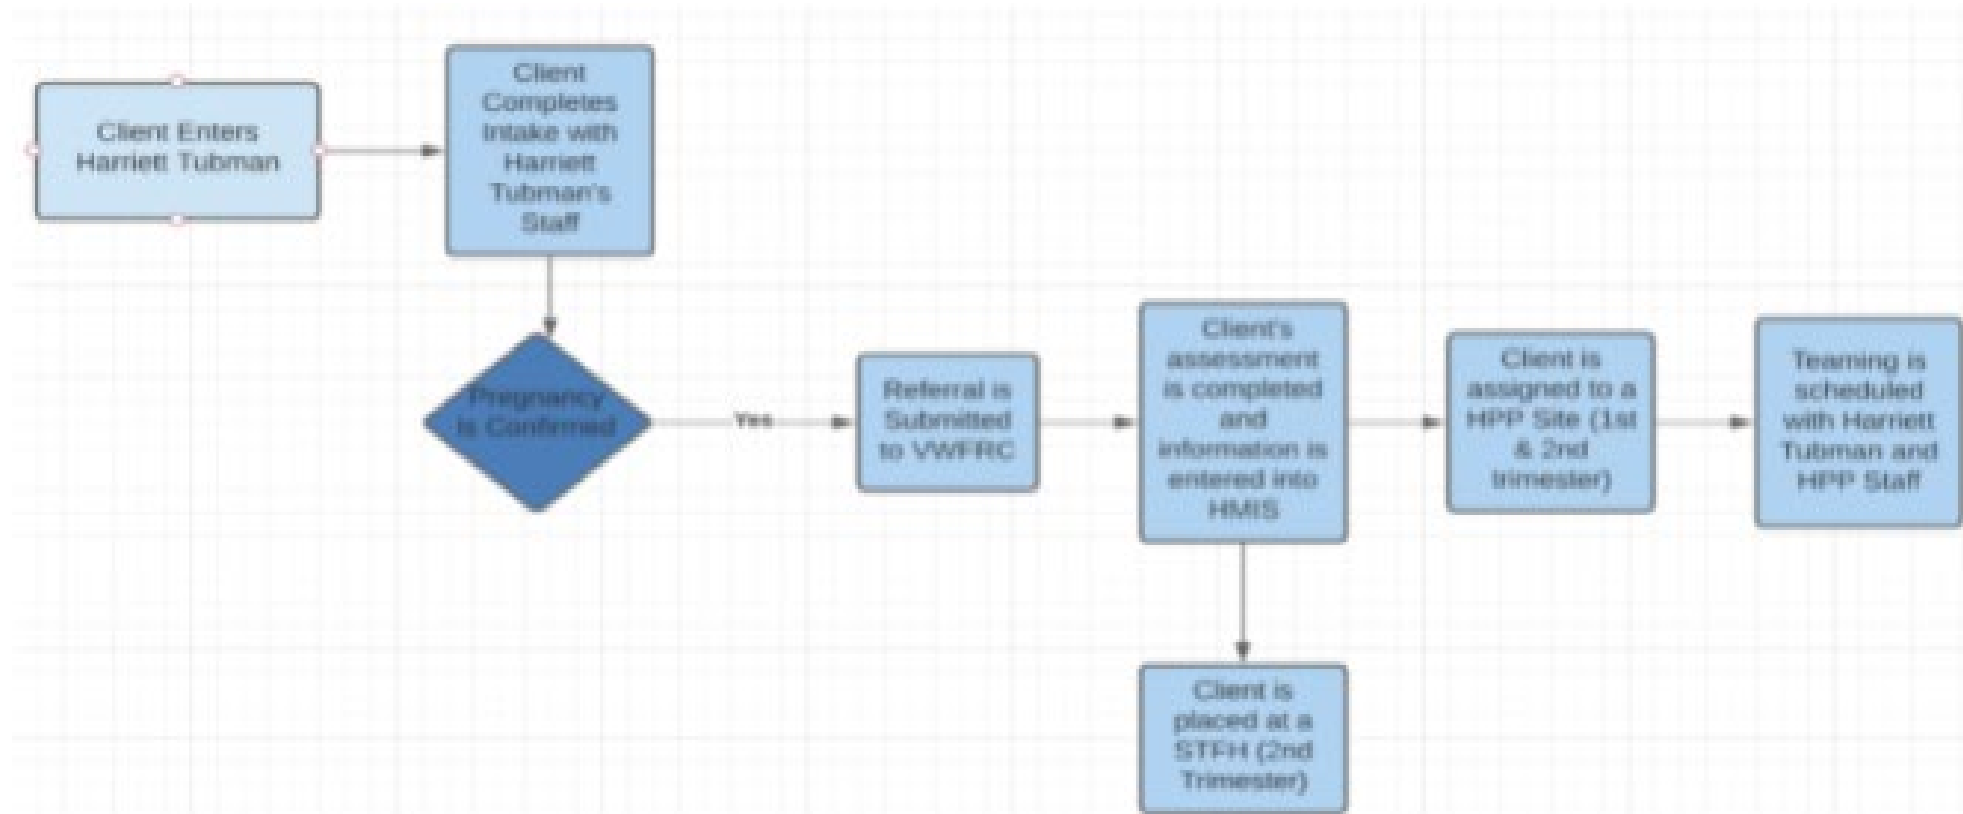 Client Enters
Harriett Tubman
Client
Completes
Intake with
Harriett
Tubman's
Staff
Pregnancy
is Confirmed
Yes
Referral is
Submitted
to VWFRC
Client's
assessment
is completed
and
information is
entered into
HMIS
Client is
assigned to a
HPP Site (1st
& 2nd
trimester)
Teaming is
scheduled
with Harriett
Tubman and
HPP Staff
Client is
placed at a
STFH (2nd
Trimester)